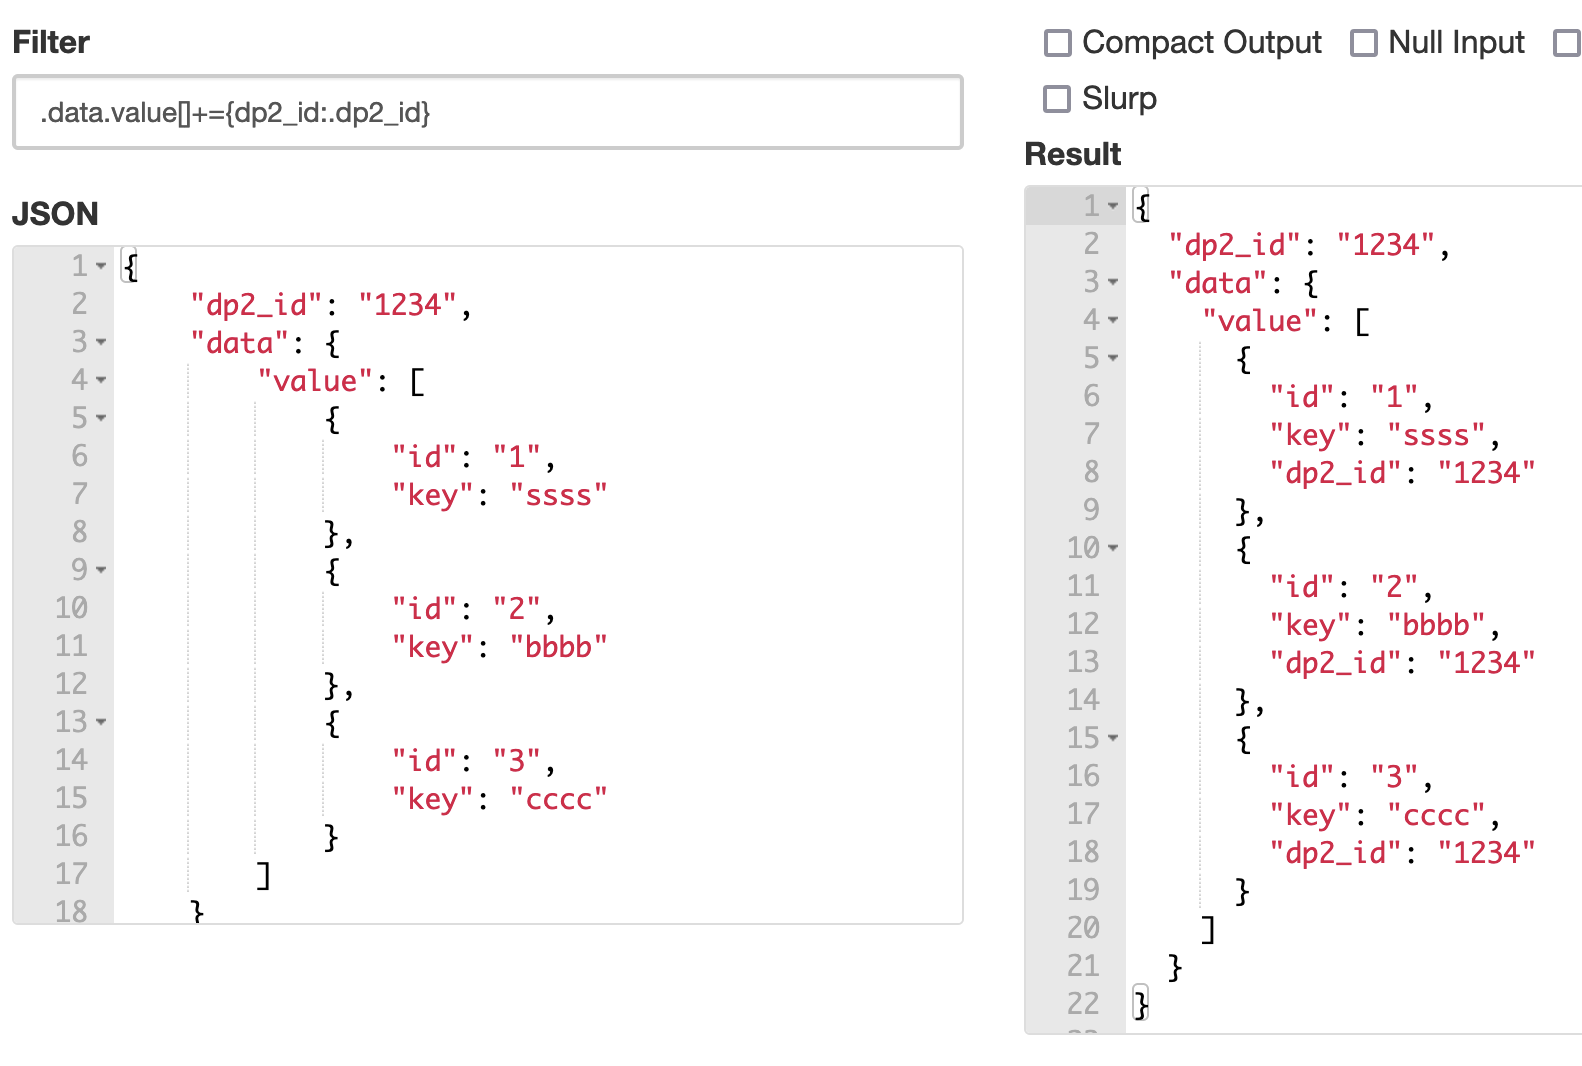 Filter
.data.value[]+={dp2_id:.dp2_id}
JSON
1 {
2 "dp2_id": "1234",
3 "data": {
4 "value": [
5 {
6 "id": "1",
7 "key": "ssss"
8 },
9 {
10 "id": "2",
11 "key": "bbbb"
12 },
13 {
14 "id": "3",
15 "key": "cccc"
16 }
17 ]
18 }
Compact Output Null Input
Slurp
Result
1 {
2 "dp2_id": "1234",
3 "data": {
4 "value": [
5 {
6 "id": "1",
7 "key": "ssss",
8 "dp2_id": "1234"
9 },
10 {
11 "id": "2",
12 "key": "bbbb",
13 "dp2_id": "1234"
14 },
15 {
16 "id": "3",
17 "key": "cccc",
18 "dp2_id": "1234"
19 }
20 ]
21 }
22 }